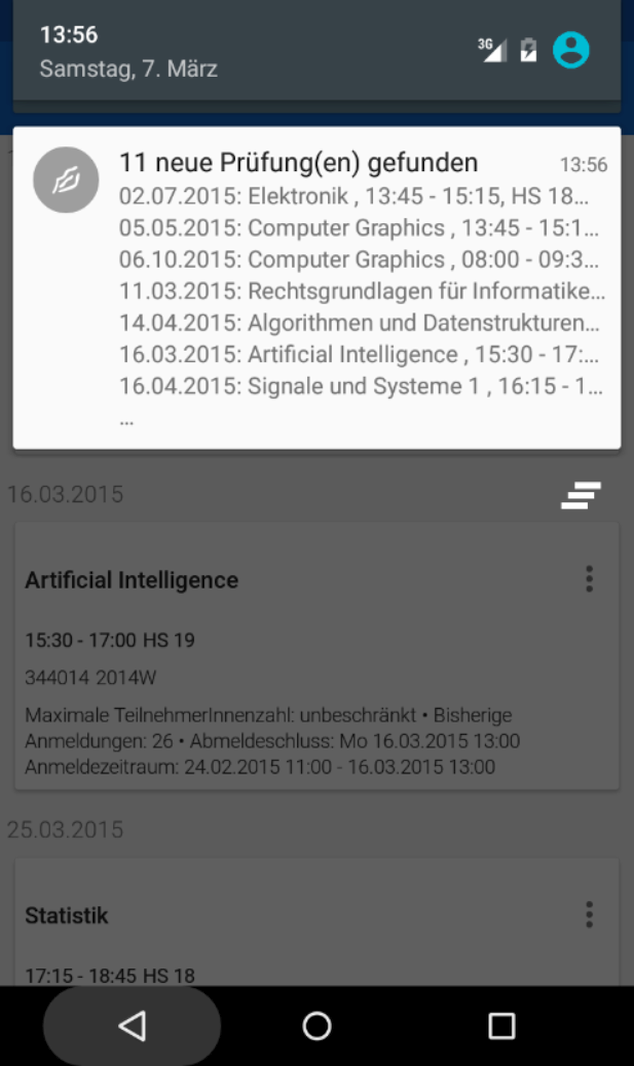 13:56
Samstag, 7. März
3G
11 neue Prüfung(en) gefunden 13:56
02.07.2015: Elektronik , 13:45 - 15:15, HS 18...
05.05.2015: Computer Graphics , 13:45 - 15:1...
06.10.2015: Computer Graphics , 08:00 - 09:3...
11.03.2015: Rechtsgrundlagen für Informatike...
14.04.2015: Algorithmen und Datenstrukturen...
16.03.2015: Artificial Intelligence , 15:30 - 17:...
16.04.2015: Signale und Systeme 1 , 16:15 - 1...
...
16.03.2015
Artificial Intelligence
15:30 - 17:00 HS 19
344014 2014W
Maximale TeilnehmerInnenzahl: unbeschränkt • Bisherige
Anmeldungen: 26 • Abmeldeschluss: Mo 16.03.2015 13:00
Anmeldezeitraum: 24.02.2015 11:00 - 16.03.2015 13:00
25.03.2015
Statistik
17:15 - 18:45 HS 18